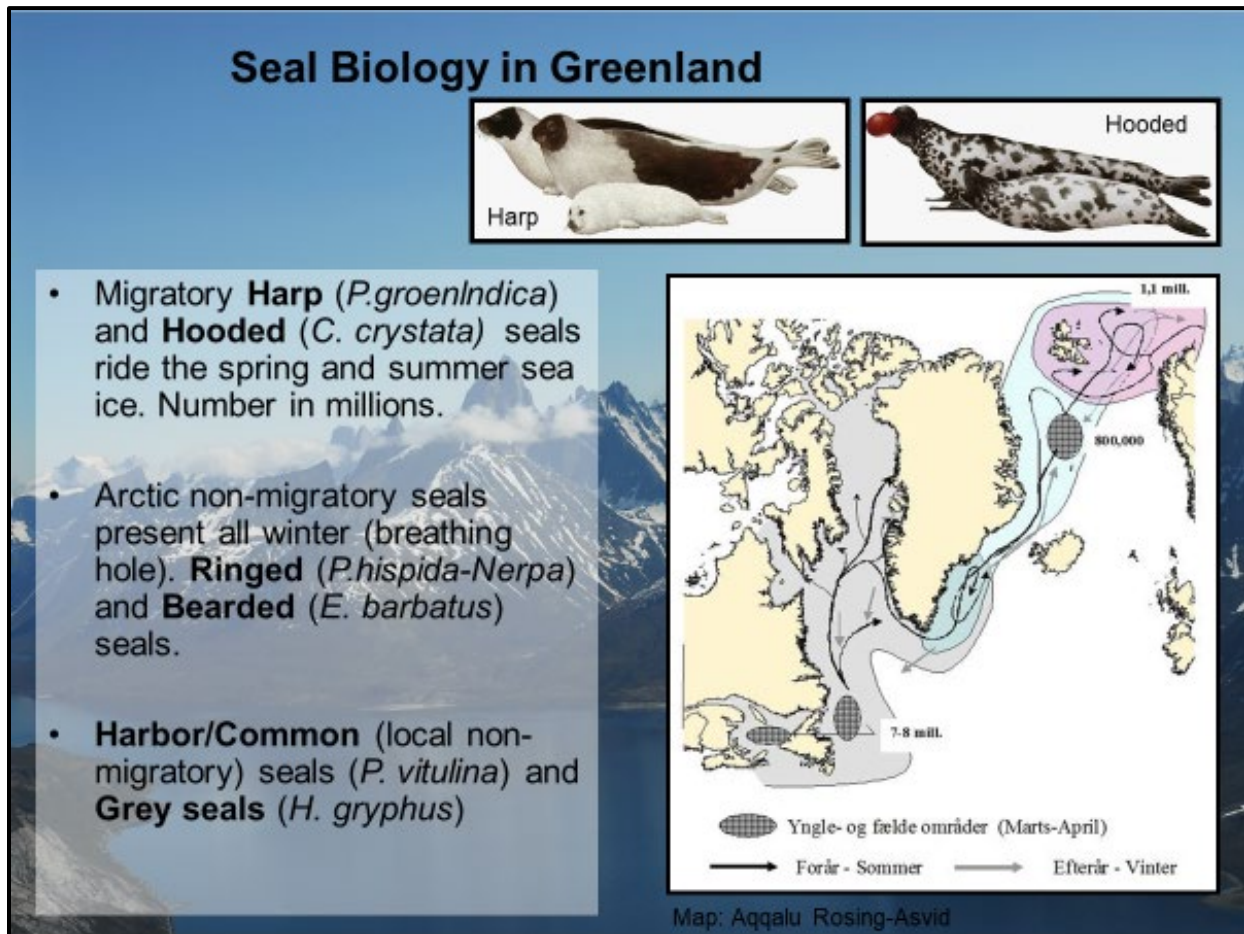 Seal Biology in Greenland
Harp
Hooded
• Migratory Harp (P.groenlndica)
and Hooded (C. crystata) seals
ride the spring and summer sea
ice. Number in millions.
• Arctic non-migratory seals
present all winter (breathing
hole). Ringed (P.hispida-Nerpa)
and Bearded (E. barbatus)
seals.
• Harbor/Common (local non-
migratory) seals (P. vitulina) and
Grey seals (H. gryphus)
1,1 mill.
800,000
7-8 mill.
Yngle- og fælde områder (Marts-April)
Forår - Sommer
Efterår - Vinter
Map: Aqqalu Rosing-Asvid